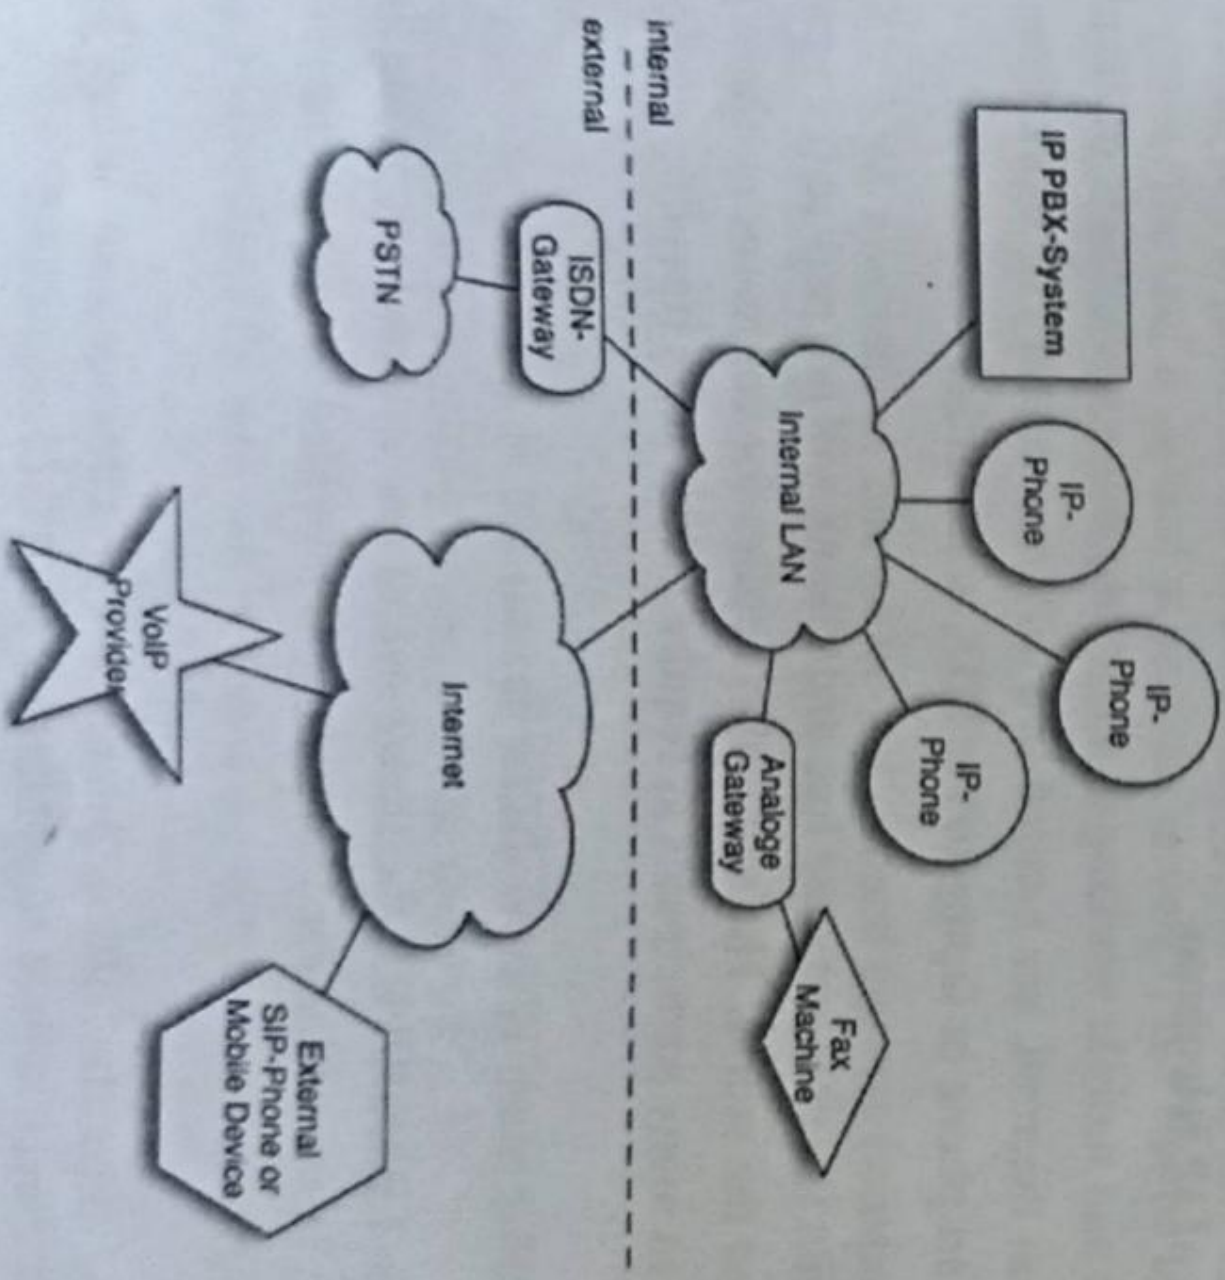 IP PBX-System
IP-
Phone
IP-
Phone
IP-
Phone
Internal LAN
Analoge
Gateway
Fax
Machine
internal
external
ISDN-
Gateway
PSTN
Internet
VoIP
Provider
External
SIP-Phone or
Mobile Device